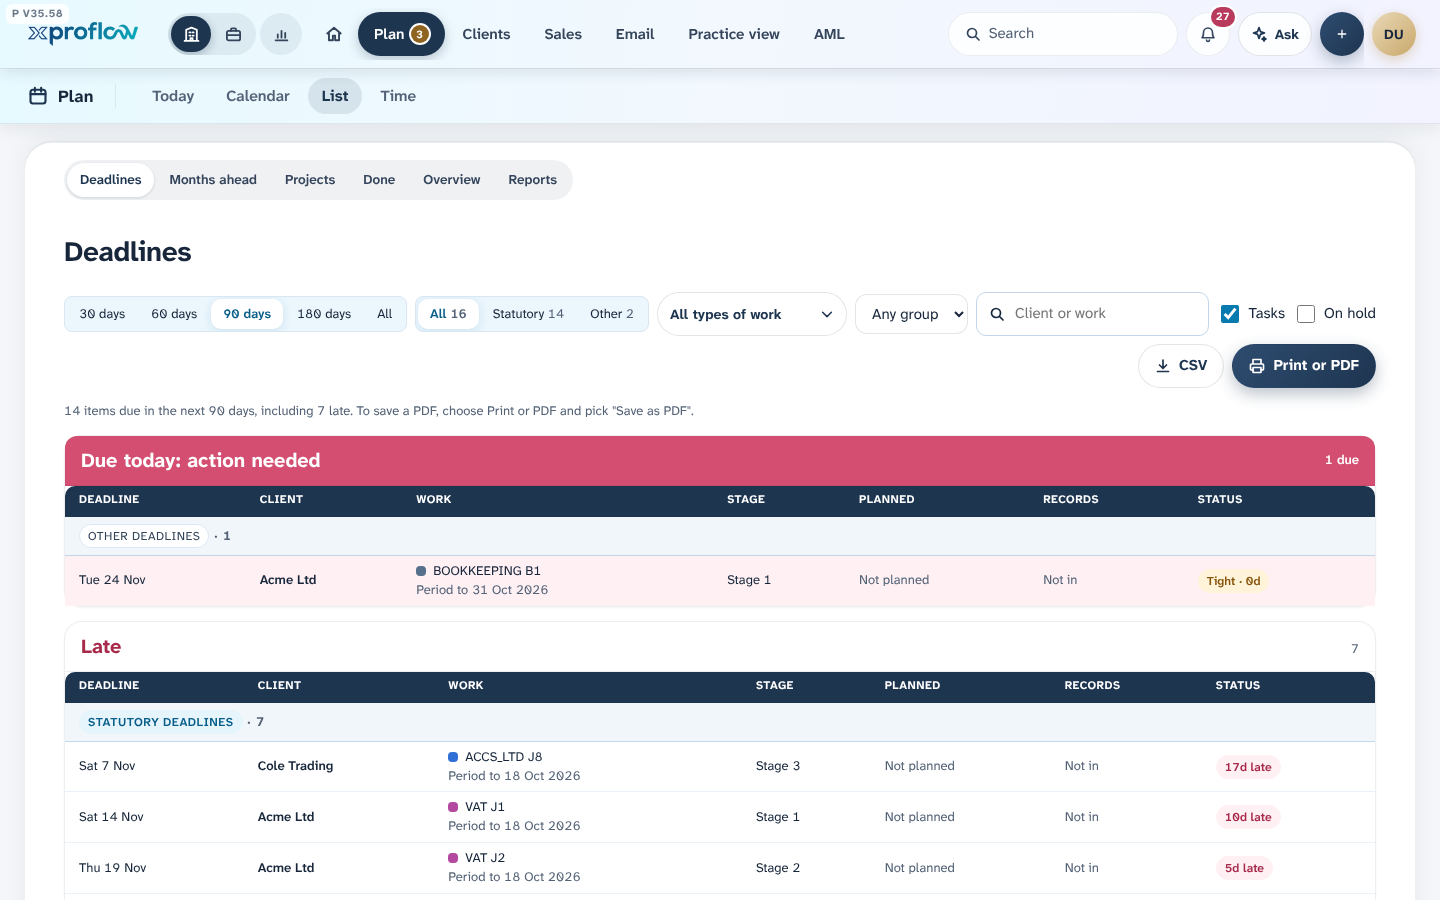 P V35.58
xproflow
Plan 3
Clients
Sales
Email
Practice view
AML
Search
27
Ask
+
DU
Plan
Today
Calendar
List
Time
Deadlines
Months ahead
Projects
Done
Overview
Reports
Deadlines
30 days
60 days
90 days
180 days
All
All 16
Statutory 14
Other 2
All types of work
Any group
Client or work
Tasks
On hold
CSV
Print or PDF
14 items due in the next 90 days, including 7 late. To save a PDF, choose Print or PDF and pick "Save as PDF".
Due today: action needed
1 due
DEADLINE CLIENT WORK STAGE PLANNED RECORDS STATUS
OTHER DEADLINES · 1
Tue 24 Nov Acme Ltd BOOKKEEPING B1 Stage 1 Not planned Not in Tight · 0d
Period to 31 Oct 2026
Late
7
DEADLINE CLIENT WORK STAGE PLANNED RECORDS STATUS
STATUTORY DEADLINES · 7
Sat 7 Nov Cole Trading ACCS_LTD J8 Stage 3 Not planned Not in 17d late
Period to 18 Oct 2026
Sat 14 Nov Acme Ltd VAT J1 Stage 1 Not planned Not in 10d late
Period to 18 Oct 2026
Thu 19 Nov Acme Ltd VAT J2 Stage 2 Not planned Not in 5d late
Period to 18 Oct 2026